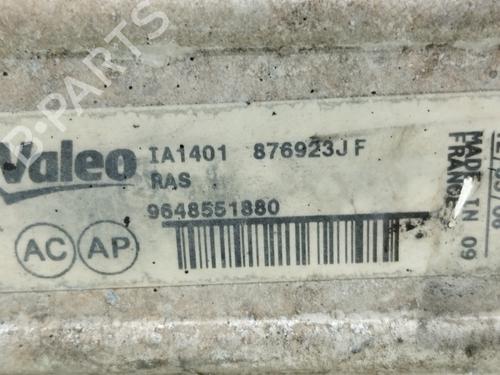 B-PARTS
Valeo
IA1401 876923J F
RAS
9648551880
AC AP
MADE IN 09
FRANCE